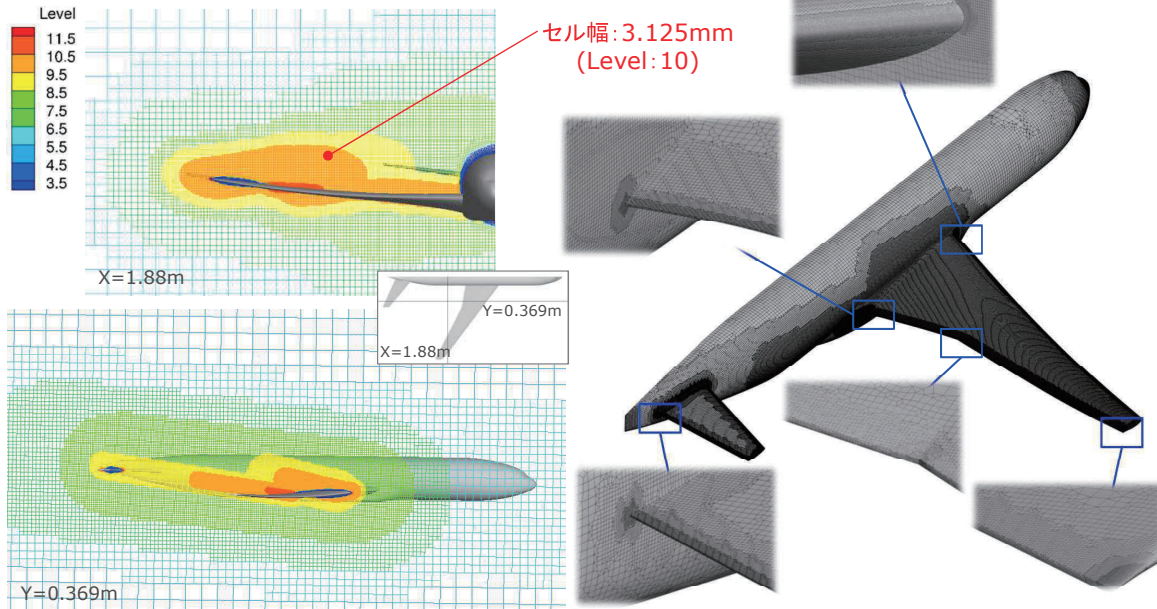 Level
11.5
10.5
9.5
8.5
7.5
6.5
5.5
4.5
3.5
セル幅:3.125mm
(Level:10)
X=1.88m
Y=0.369m
X=1.88m
Y=0.369m